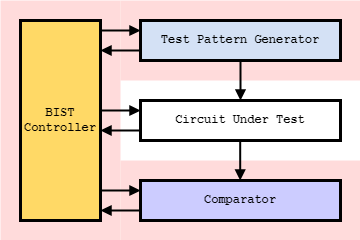 Test Pattern Generator
BIST
Controller
Circuit Under Test
Comparator